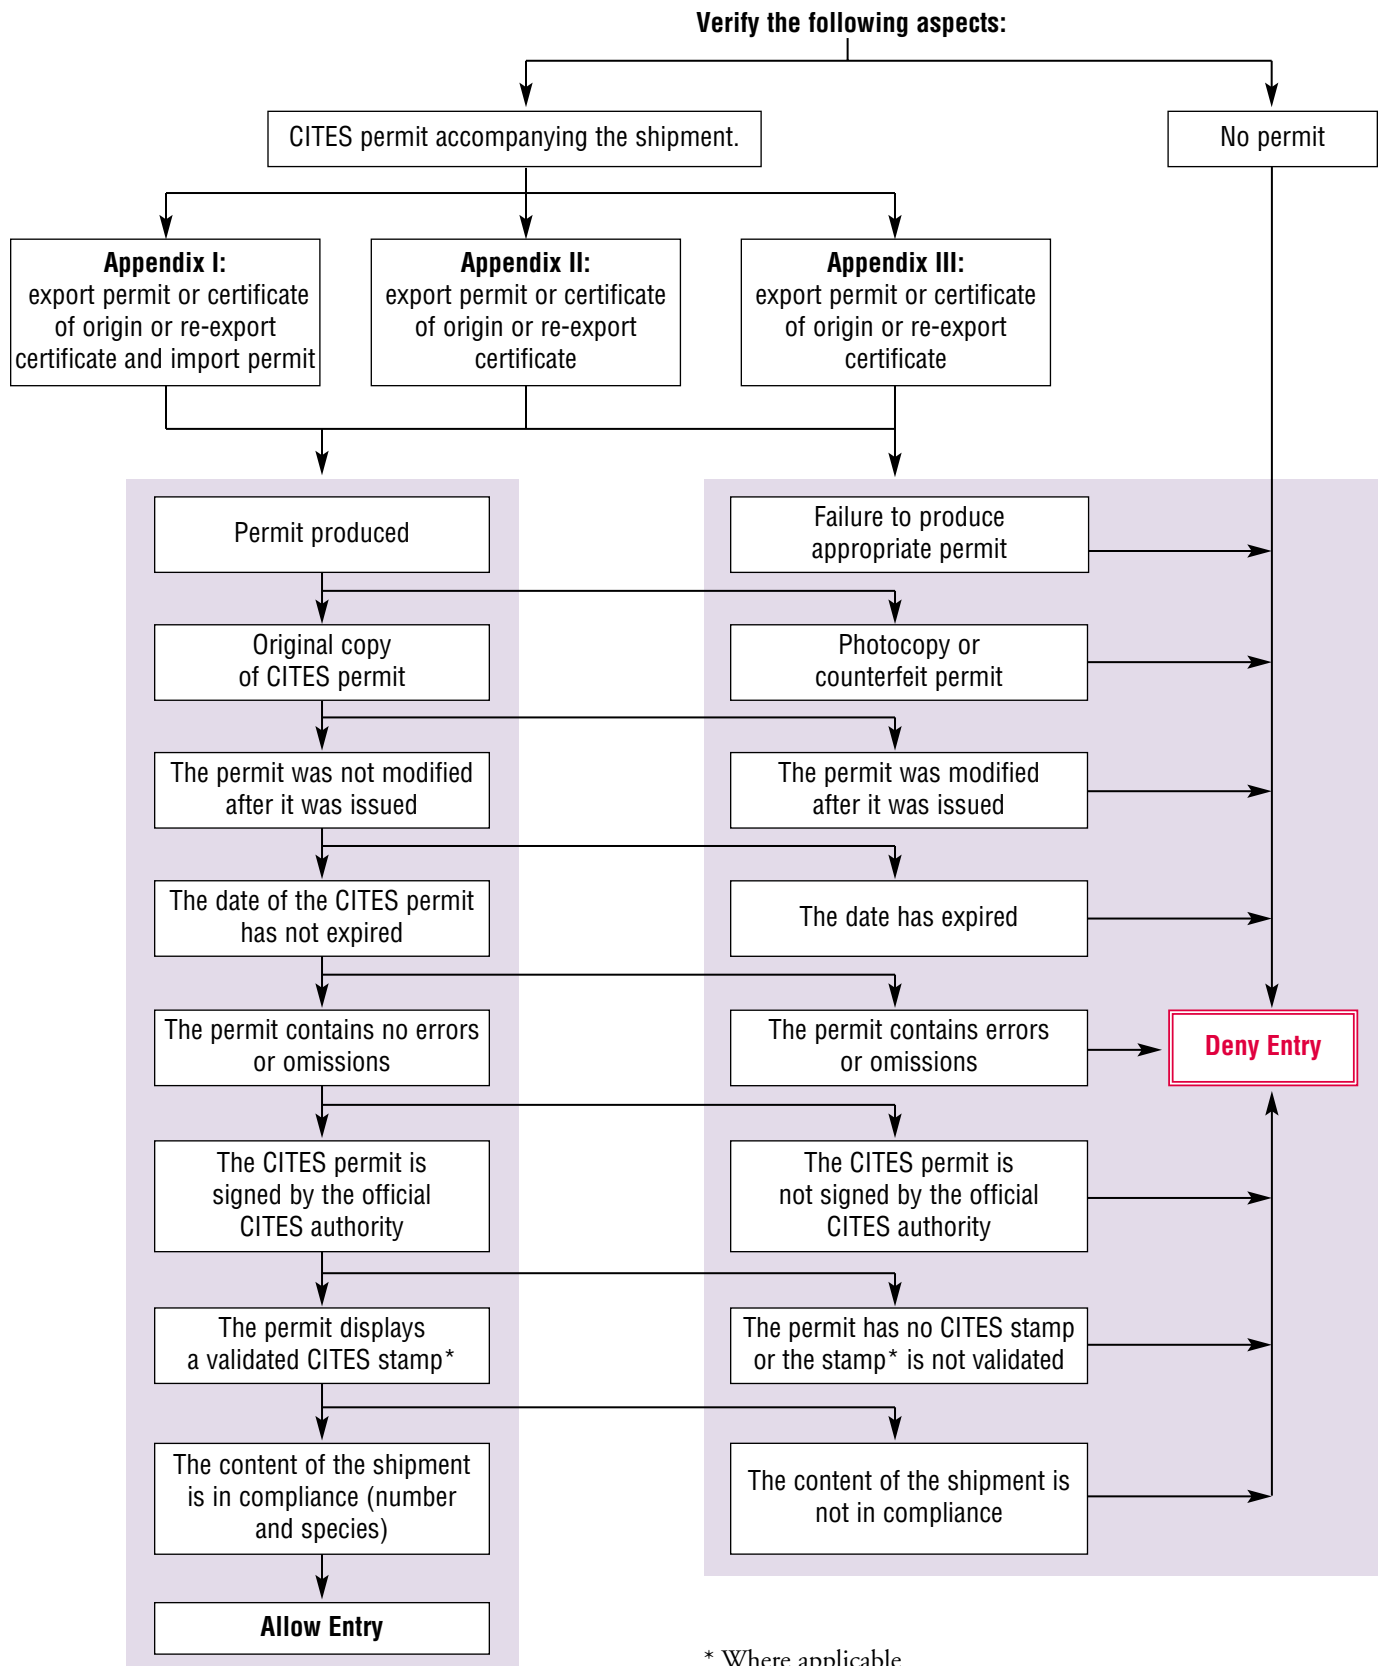 Verify the following aspects:
CITES permit accompanying the shipment.
No permit
Appendix I:
export permit or certificate
of origin or re-export
certificate and import permit
Appendix II:
export permit or certificate
of origin or re-export
certificate
Appendix III:
export permit or certificate
of origin or re-export
certificate
Permit produced
Failure to produce
appropriate permit
Original copy
of CITES permit
Photocopy or
counterfeit permit
The permit was not modified
after it was issued
The permit was modified
after it was issued
The date of the CITES permit
has not expired
The date has expired
The permit contains no errors
or omissions
The permit contains errors
or omissions
Deny Entry
The CITES permit is
signed by the official
CITES authority
The CITES permit is
not signed by the official
CITES authority
The permit displays
a validated CITES stamp*
The permit has no CITES stamp
or the stamp* is not validated
The content of the shipment
is in compliance (number
and species)
The content of the shipment is
not in compliance
Allow Entry
* Where applicable